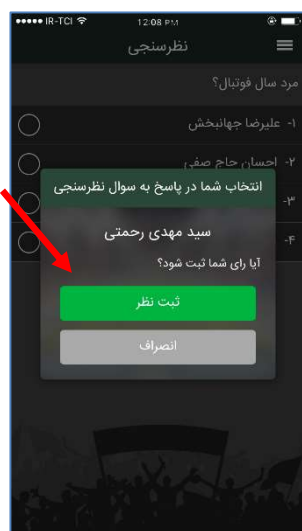 IR-TCI 12:08 PM
نظرسنجی
مرد سال فوتبال؟
۱- علیرضا جهانبخش
۲- احسان حاج صفی
۳-
۴-
انتخاب شما در پاسخ به سوال نظرسنجی
سید مهدی رحمتی
آیا رای شما ثبت شود؟
ثبت نظر
انصراف